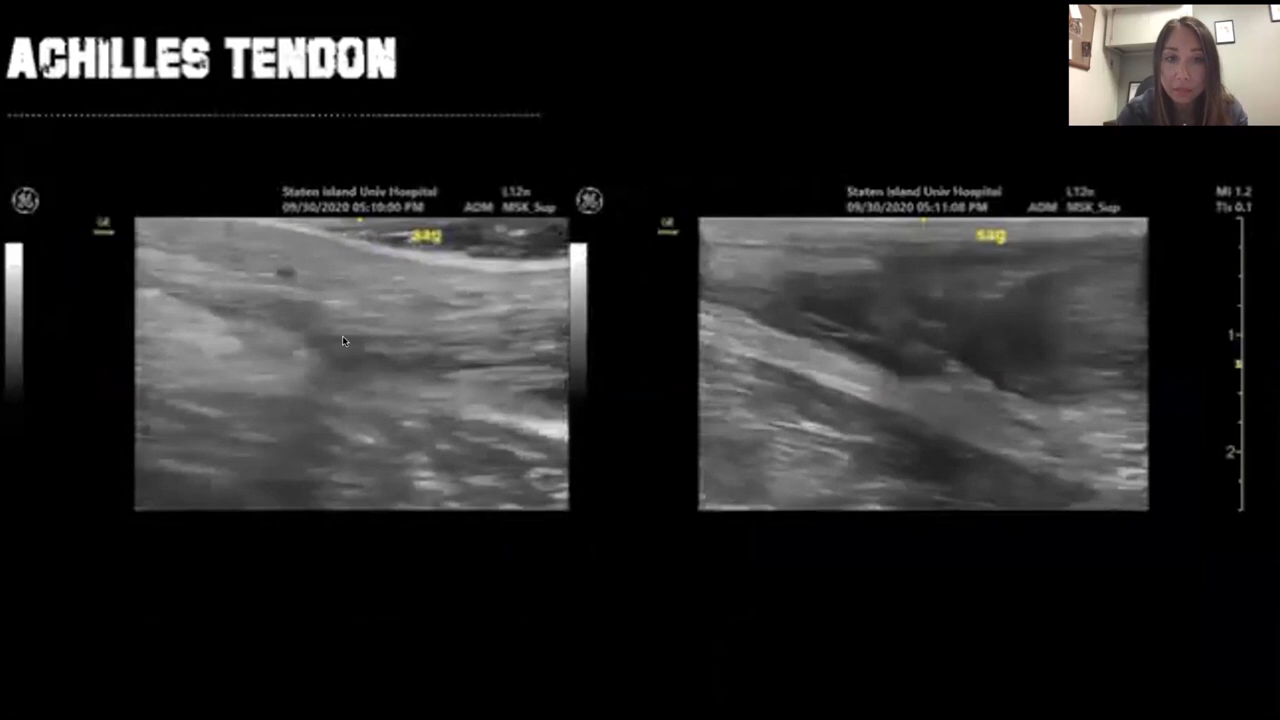 ACHILLES TENDON
Staten Island Univ Hospital
L12n
09/30/2020 05:10:00 PM
AOM
MSK_Sup
sag
Staten Island Univ Hospital
L12n
MI 1.2
09/30/2020 05:11:08 PM
AOM
MSK_Sup
TIs 0.1
sag
1
2